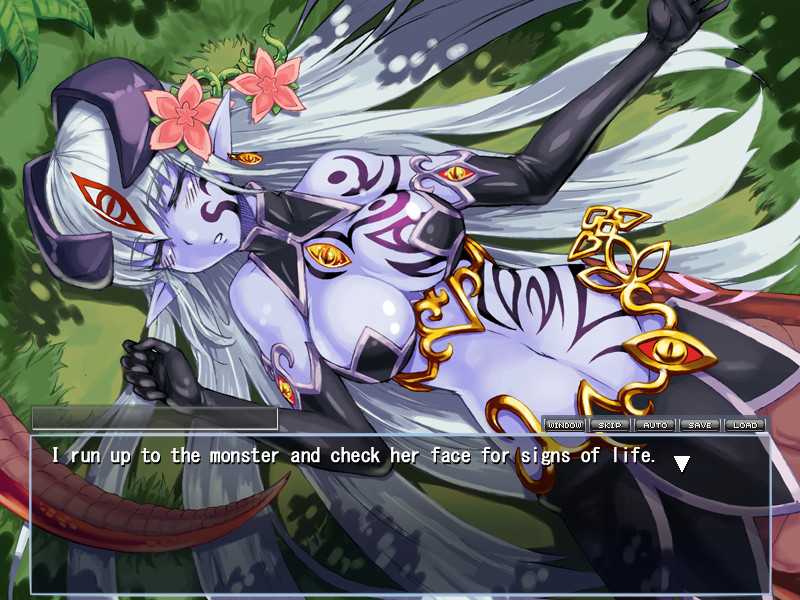 WINDOW SKIP AUTO SAVE LOAD
I run up to the monster and check her face for signs of life.